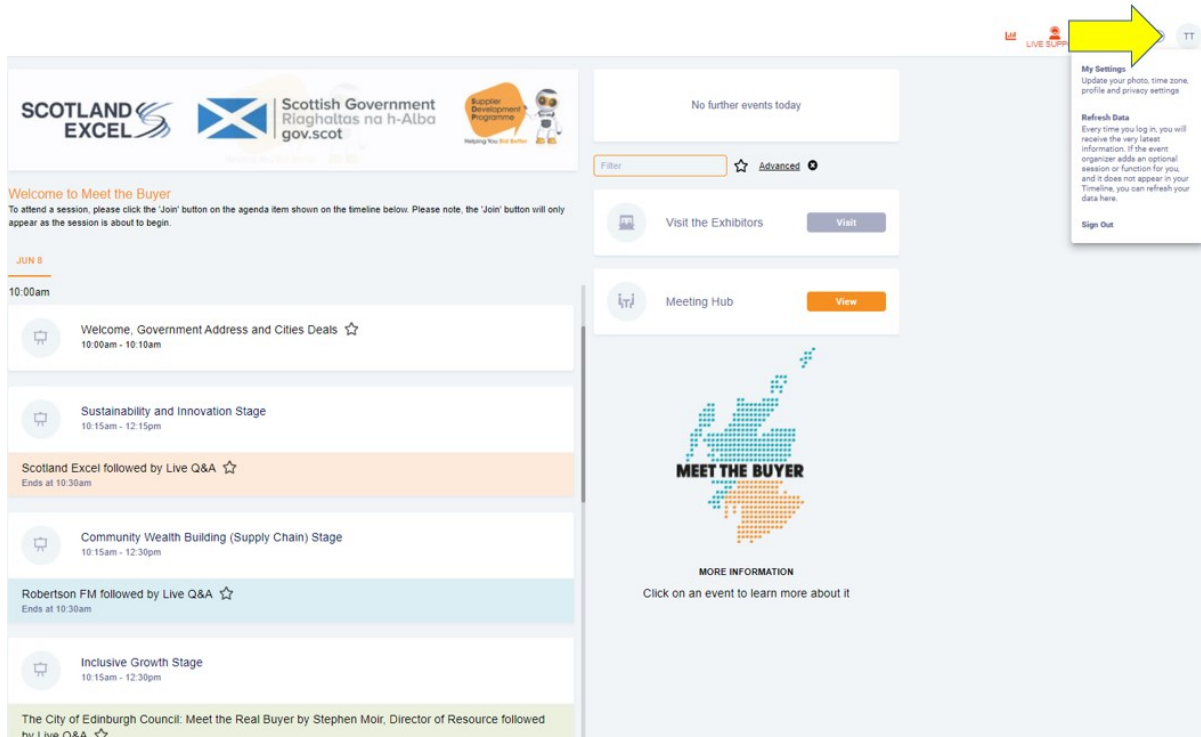 LIVE SUPP
TT
My Settings
Update your photo, time zone,
profile and privacy settings
Refresh Data
Every time you log in, you will
receive the very latest
information. If the event
organizer adds an optional
session or function for you,
and it does not appear in your
Timeline, you can refresh your
data here.
Sign Out
SCOTLAND
EXCEL
Scottish Government
Riaghaltas na h-Alba
gov.scot
Supplier
Development
Programme
Helping You Bid Better
Welcome to Meet the Buyer
To attend a session, please click the 'Join' button on the agenda item shown on the timeline below. Please note, the 'Join' button will only
appear as the session is about to begin.
JUN 8
10:00am
Welcome, Government Address and Cities Deals
10:00am - 10:10am
Sustainability and Innovation Stage
10:15am - 12:15pm
Scotland Excel followed by Live Q&A
Ends at 10:30am
Community Wealth Building (Supply Chain) Stage
10:15am - 12:30pm
Robertson FM followed by Live Q&A
Ends at 10:30am
Inclusive Growth Stage
10:15am - 12:30pm
The City of Edinburgh Council: Meet the Real Buyer by Stephen Moir, Director of Resource followed
by Live Q&A
No further events today
Filter
Advanced
Visit the Exhibitors
Visit
Meeting Hub
View
MEET THE BUYER
MORE INFORMATION
Click on an event to learn more about it